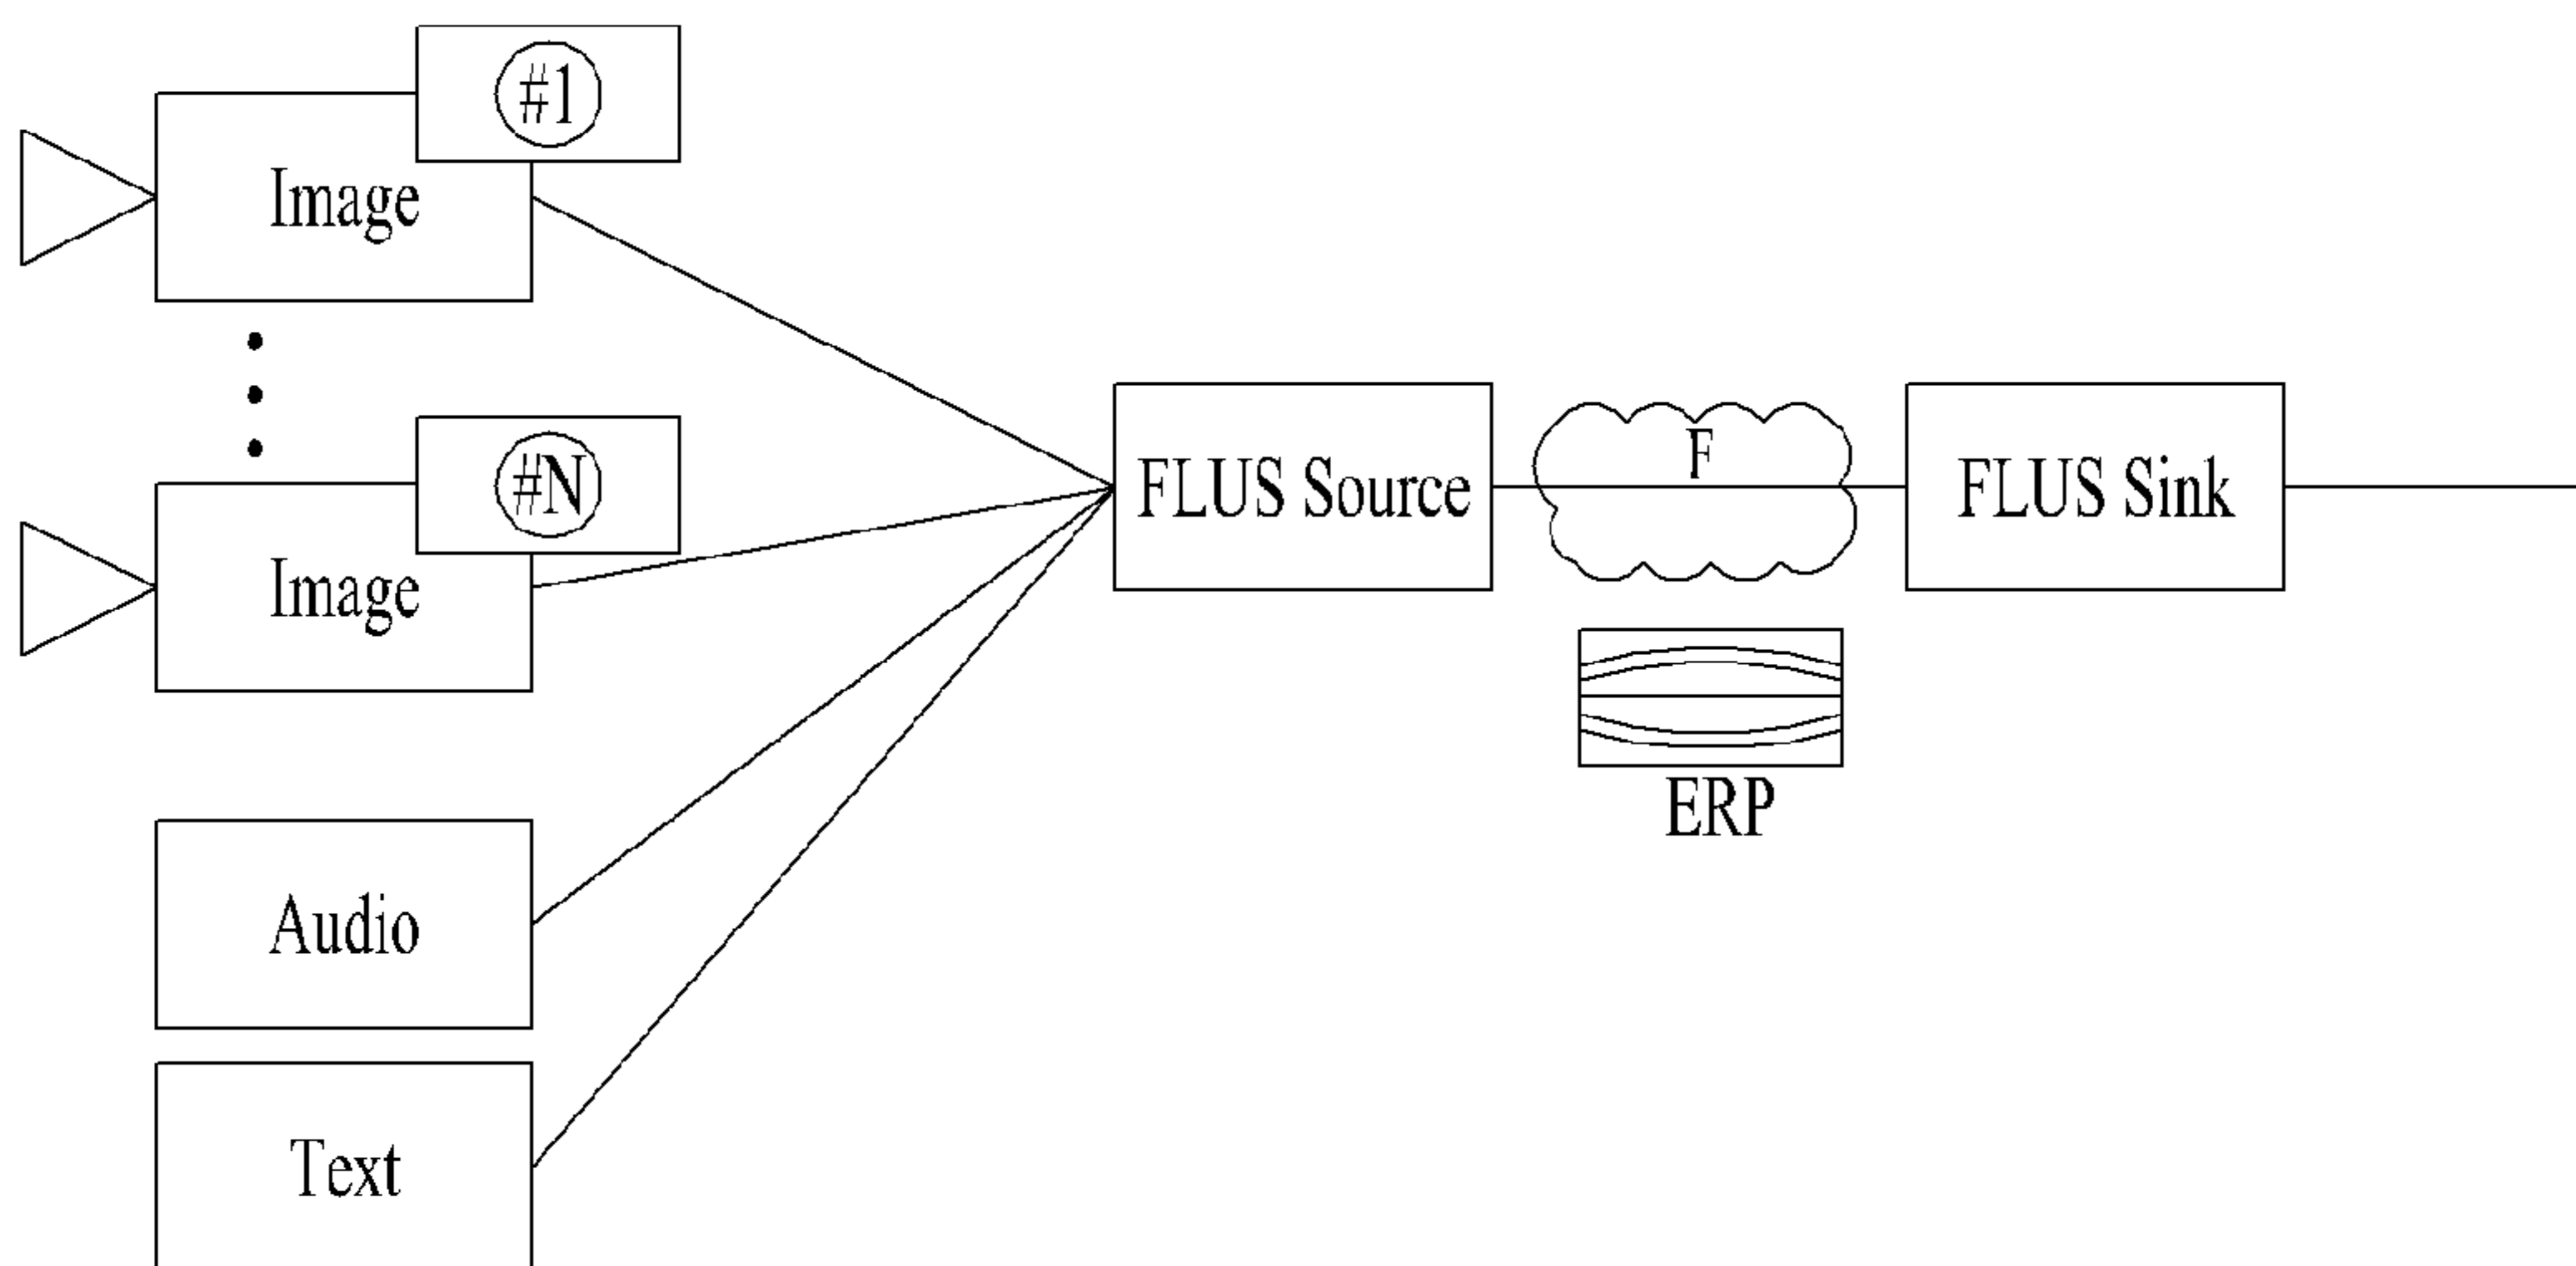 #1
Image
#N
Image
FLUS Source
F
FLUS Sink
ERP
Audio
Text